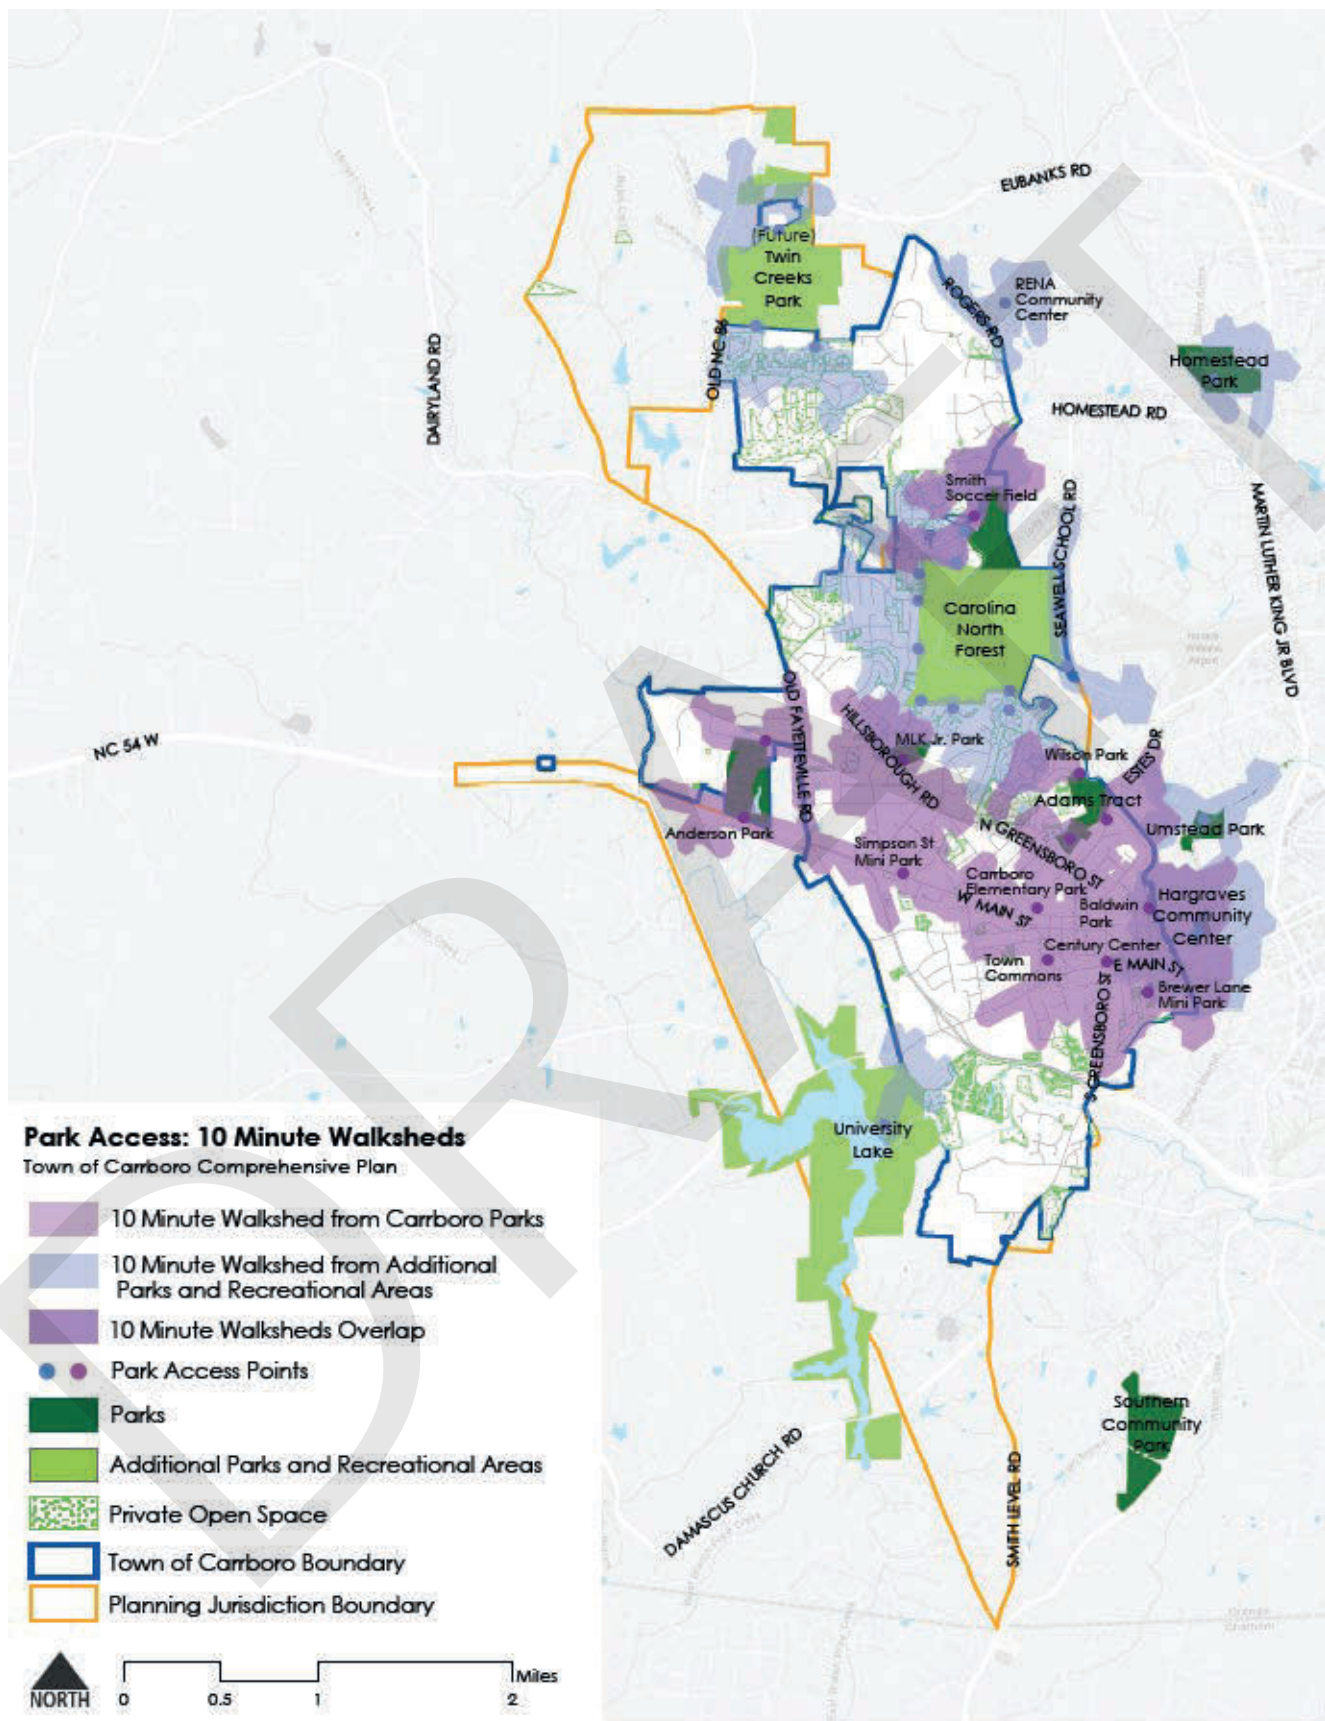 EUBANKS RD
(Future)
Twin
Creeks
Park
ROGERS RD
RENA
Community
Center
OLD NC 86
DAIRYLAND RD
Homestead
Park
HOMESTEAD RD
Smith
Soccer Field
SEAWELL SCHOOL RD
MARTIN LUTHER KING JR BLVD
Carolina
North
Forest
OLD FAYETTEVILLE RD
HILLSBOROUGH RD
NC 54 W
MLK Jr. Park
Wilson Park
ESTES DR
Adams Tract
Anderson Park
Umstead Park
N GREENSBORO ST
Simpson St
Mini Park
Carrboro
Elementary Park
W MAIN ST
Baldwin
Park
Hargraves
Community
Center
Century Center
Town
Commons
E MAIN ST
Brewer Lane
Mini Park
S GREENSBORO ST
University
Lake
Southern
Community
Park
DAMASCUS CHURCH RD
SMITH LEVEL RD
DRAFT
Park Access: 10 Minute Walksheds
Town of Carrboro Comprehensive Plan
10 Minute Walkshed from Carrboro Parks
10 Minute Walkshed from Additional
Parks and Recreational Areas
10 Minute Walksheds Overlap
Park Access Points
Parks
Additional Parks and Recreational Areas
Private Open Space
Town of Carrboro Boundary
Planning Jurisdiction Boundary
NORTH
0 0.5 1 2
Miles